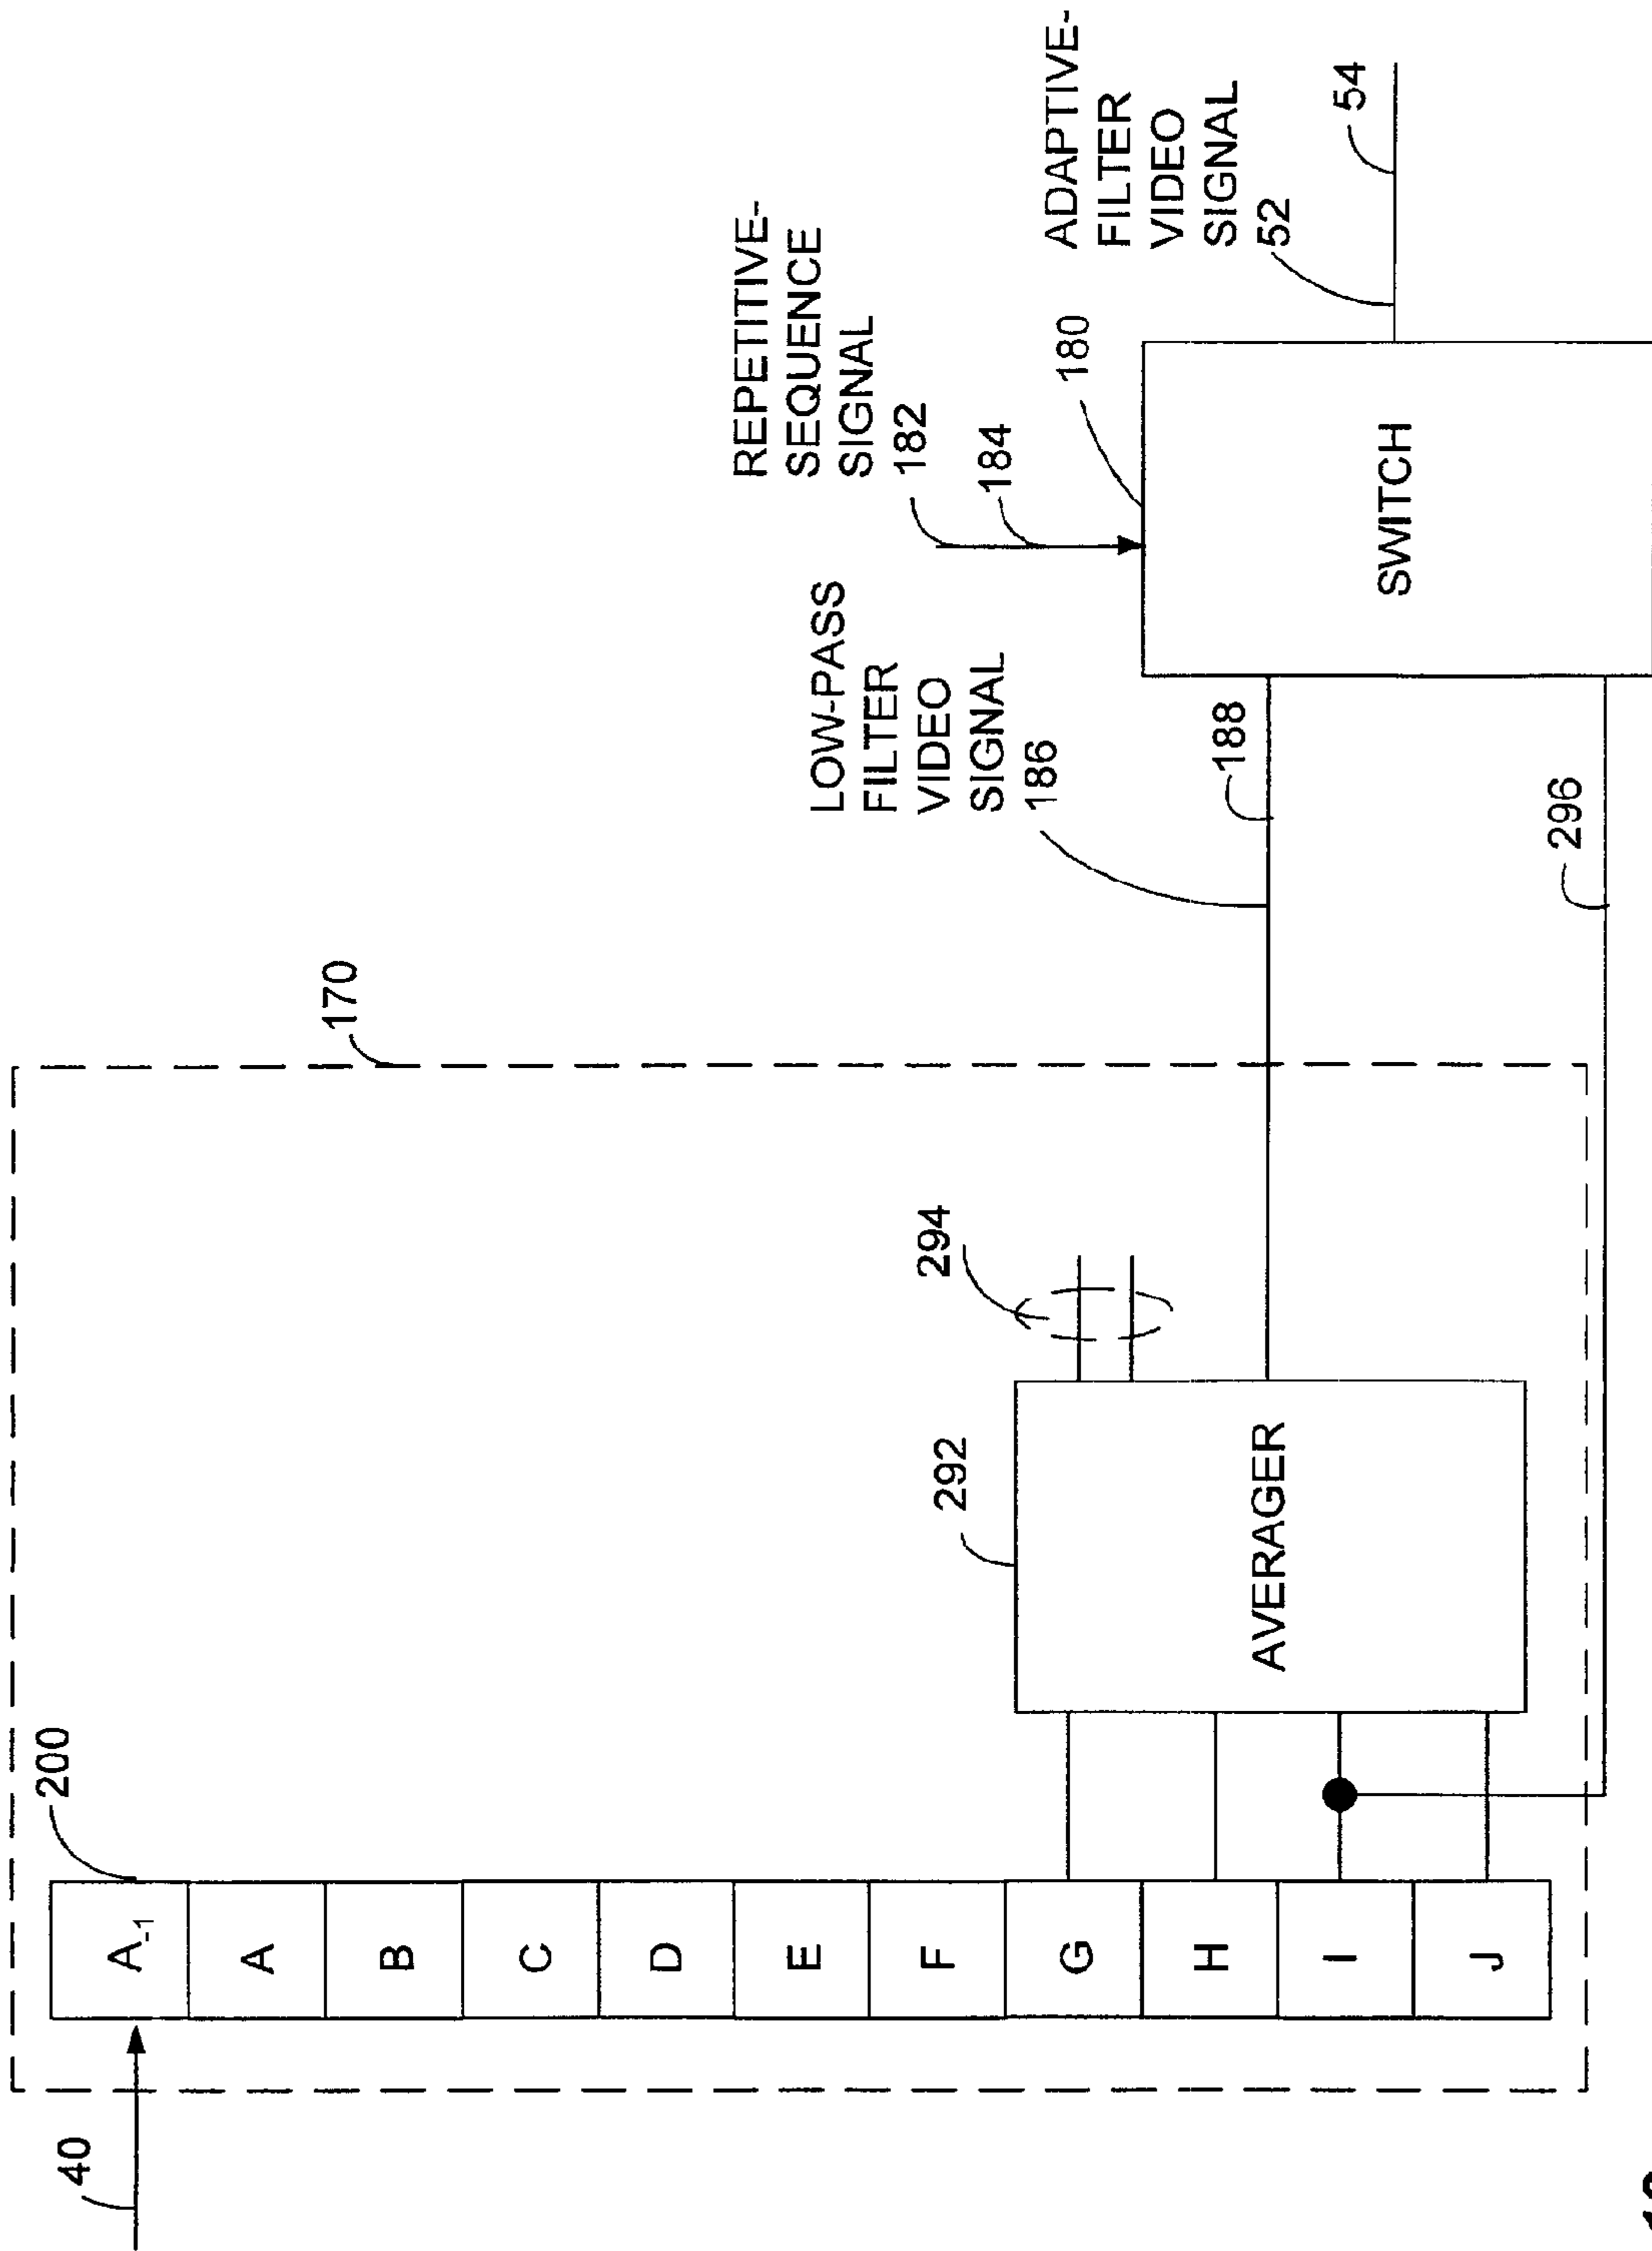 40
200
A-1
A
B
C
D
E
F
G
H
I
J
170
292
AVERAGER
294
LOW-PASS
FILTER
VIDEO
SIGNAL
186
188
296
REPETITIVE-
SEQUENCE
SIGNAL
182
184
180
SWITCH
ADAPTIVE-
FILTER
VIDEO
SIGNAL
52
54